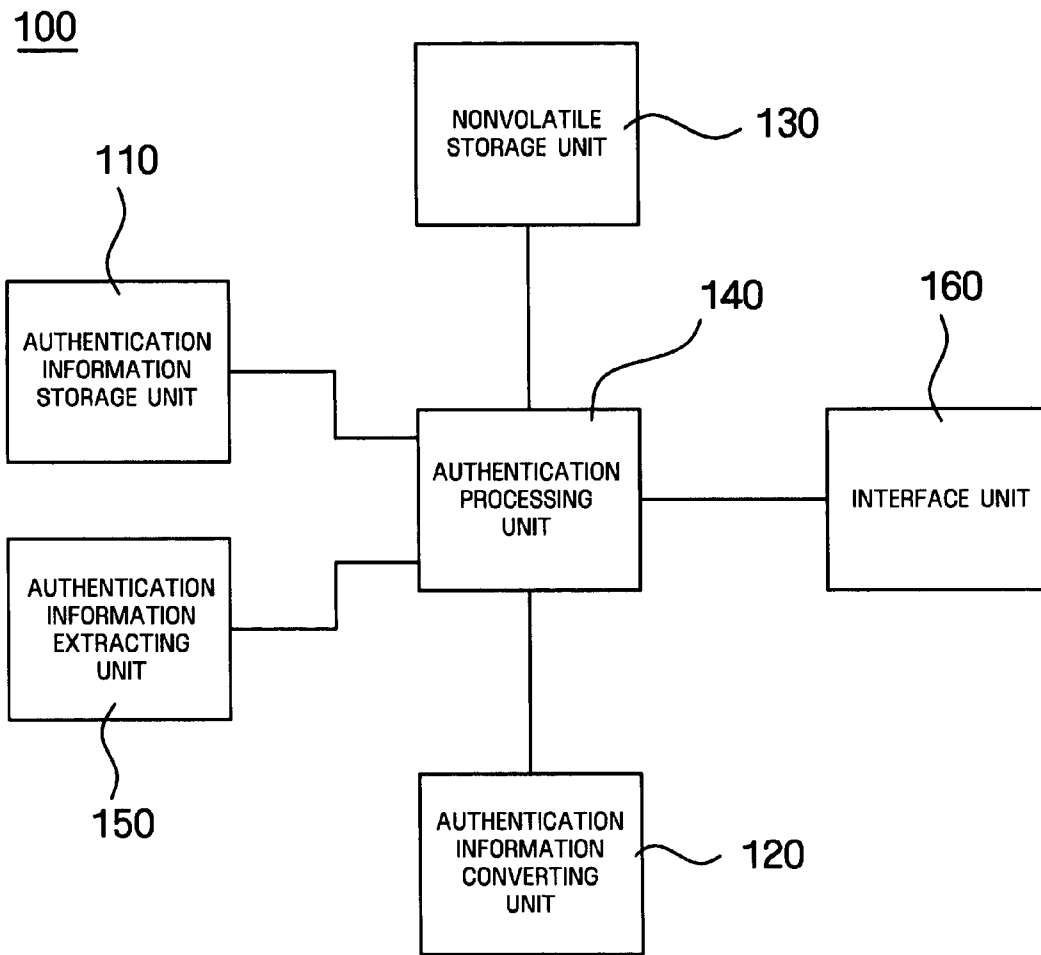 100
NONVOLATILE
STORAGE UNIT
130
110
AUTHENTICATION
INFORMATION
STORAGE UNIT
140
160
AUTHENTICATION
PROCESSING
UNIT
INTERFACE UNIT
AUTHENTICATION
INFORMATION
EXTRACTING
UNIT
150
AUTHENTICATION
INFORMATION
CONVERTING
UNIT
120